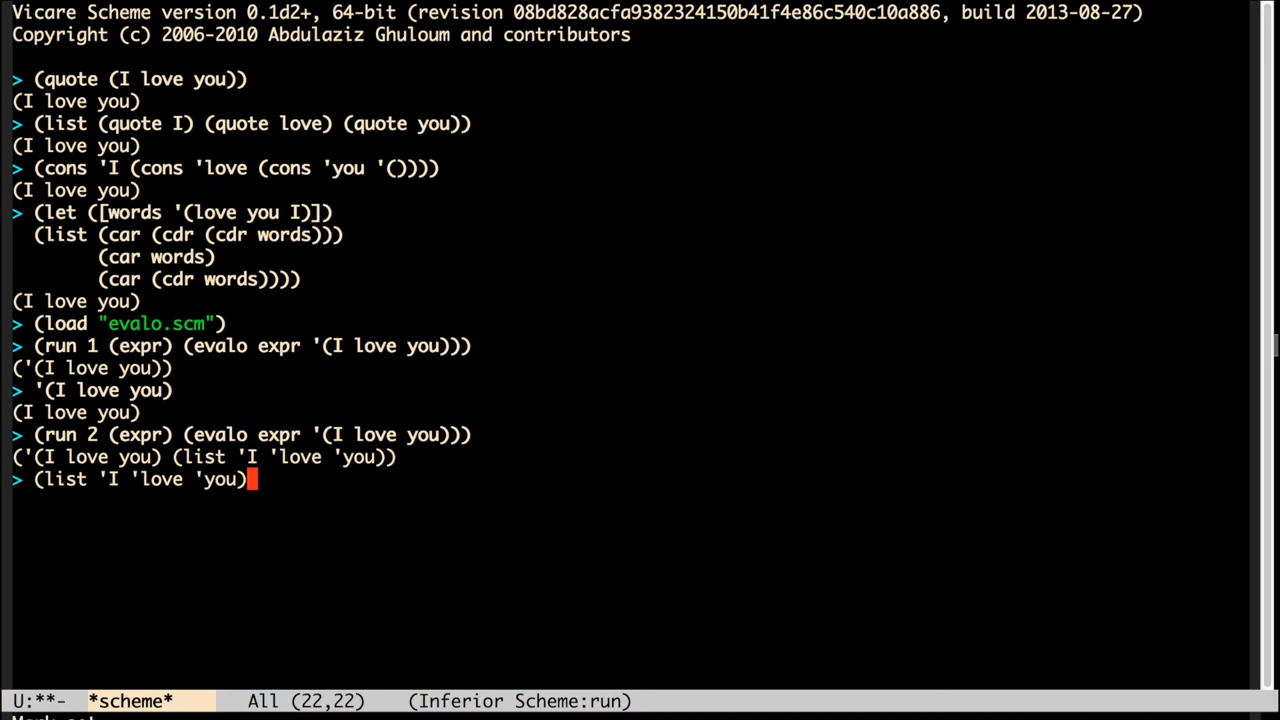 Vicare Scheme version 0.1d2+, 64-bit (revision 08bd828acfa9382324150b41f4e86c540c10a886, build 2013-08-27)
Copyright (c) 2006-2010 Abdulaziz Ghuloum and contributors
> (quote (I love you))
(I love you)
> (list (quote I) (quote love) (quote you))
(I love you)
> (cons 'I (cons 'love (cons 'you '())))
(I love you)
> (let ([words '(love you I)])
(list (car (cdr (cdr words)))
(car words)
(car (cdr words))))
(I love you)
> (load "evalo.scm")
> (run 1 (expr) (evalo expr '(I love you)))
('(I love you))
> '(I love you)
(I love you)
> (run 2 (expr) (evalo expr '(I love you)))
('(I love you) (list 'I 'love 'you))
> (list 'I 'love 'you)
U:**- *scheme* All (22,22) (Inferior Scheme:run)